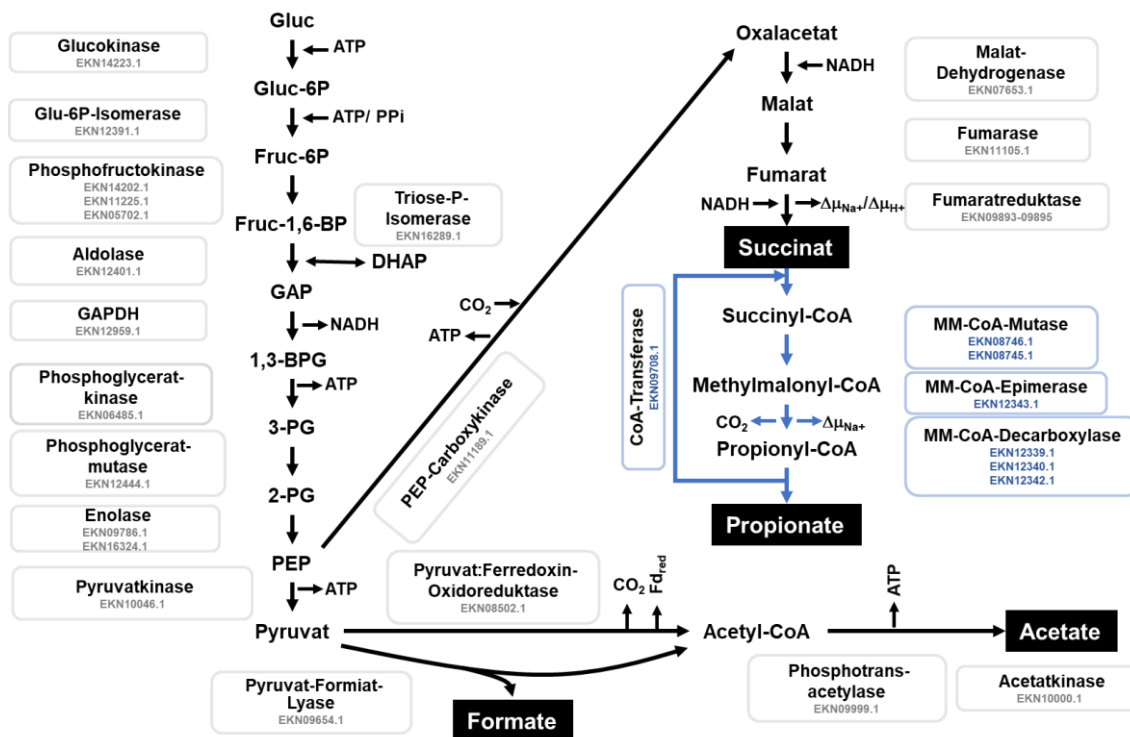 Gluc
Glucokinase
EKN14223.1
ATP
Gluc-6P
Glu-6P-Isomerase
EKN12391.1
ATP/ PPi
Fruc-6P
Phosphofructokinase
EKN14202.1
EKN11225.1
EKN05702.1
Triose-P-
Isomerase
EKN16289.1
Fruc-1,6-BP
Aldolase
EKN12401.1
DHAP
GAP
GAPDH
EKN12959.1
NADH
1,3-BPG
Phosphoglycerat-
kinase
EKN06485.1
ATP
3-PG
Phosphoglycerat-
mutase
EKN12444.1
2-PG
Enolase
EKN09786.1
EKN16324.1
PEP
Pyruvatkinase
EKN10046.1
ATP
Pyruvat
CO2
ATP
PEP-Carboxykinase
EKN11189.1
Oxalacetat
NADH
Malat-
Dehydrogenase
EKN07653.1
Malat
Fumarase
EKN11105.1
Fumarat
NADH
ΔμNa+/ΔμH+
Fumaratreduktase
EKN09893-09895
Succinat
CoA-Transferase
EKN09708.1
Succinyl-CoA
MM-CoA-Mutase
EKN08746.1
EKN08745.1
Methylmalonyl-CoA
MM-CoA-Epimerase
EKN12343.1
CO2
ΔμNa+
MM-CoA-Decarboxylase
EKN12339.1
EKN12340.1
EKN12342.1
Propionyl-CoA
Propionate
Pyruvat:Ferredoxin-
Oxidoreduktase
EKN08502.1
CO2
Fdred
Acetyl-CoA
ATP
Acetate
Pyruvat-Formiat-
Lyase
EKN09654.1
Formate
Phosphotrans-
acetylase
EKN09999.1
Acetatkinase
EKN10000.1